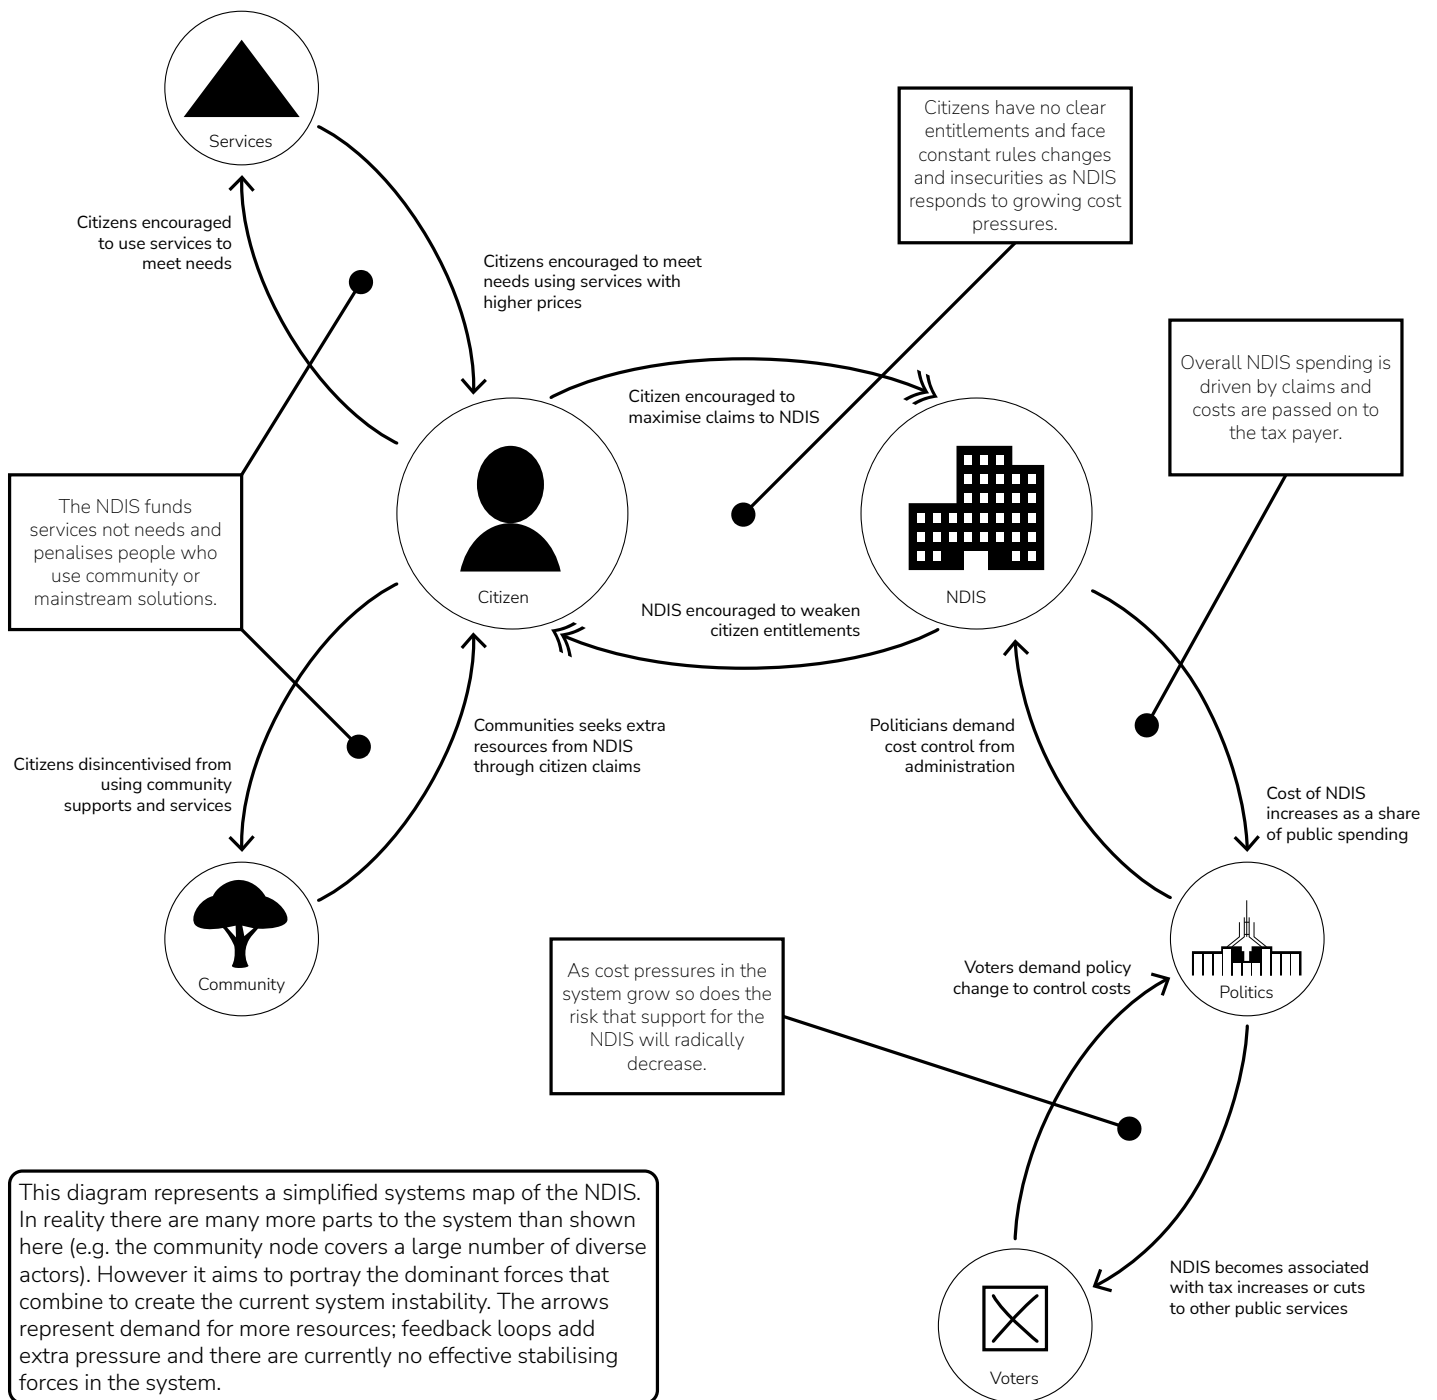 Services
Citizens encouraged
to use services to
meet needs
Citizens encouraged to meet
needs using services with
higher prices
Citizens have no clear
entitlements and face
constant rules changes
and insecurities as NDIS
responds to growing cost
pressures.
Overall NDIS spending is
driven by claims and
costs are passed on to
the tax payer.
Citizen encouraged to
maximise claims to NDIS
The NDIS funds
services not needs and
penalises people who
use community or
mainstream solutions.
Citizen
NDIS
NDIS encouraged to weaken
citizen entitlements
Citizens disincentivised from
using community
supports and services
Communities seeks extra
resources from NDIS
through citizen claims
Politicians demand
cost control from
administration
Cost of NDIS
increases as a share
of public spending
Community
Politics
As cost pressures in the
system grow so does the
risk that support for the
NDIS will radically
decrease.
Voters demand policy
change to control costs
NDIS becomes associated
with tax increases or cuts
to other public services
Voters
This diagram represents a simplified systems map of the NDIS.
In reality there are many more parts to the system than shown
here (e.g. the community node covers a large number of diverse
actors). However it aims to portray the dominant forces that
combine to create the current system instability. The arrows
represent demand for more resources; feedback loops add
extra pressure and there are currently no effective stabilising
forces in the system.